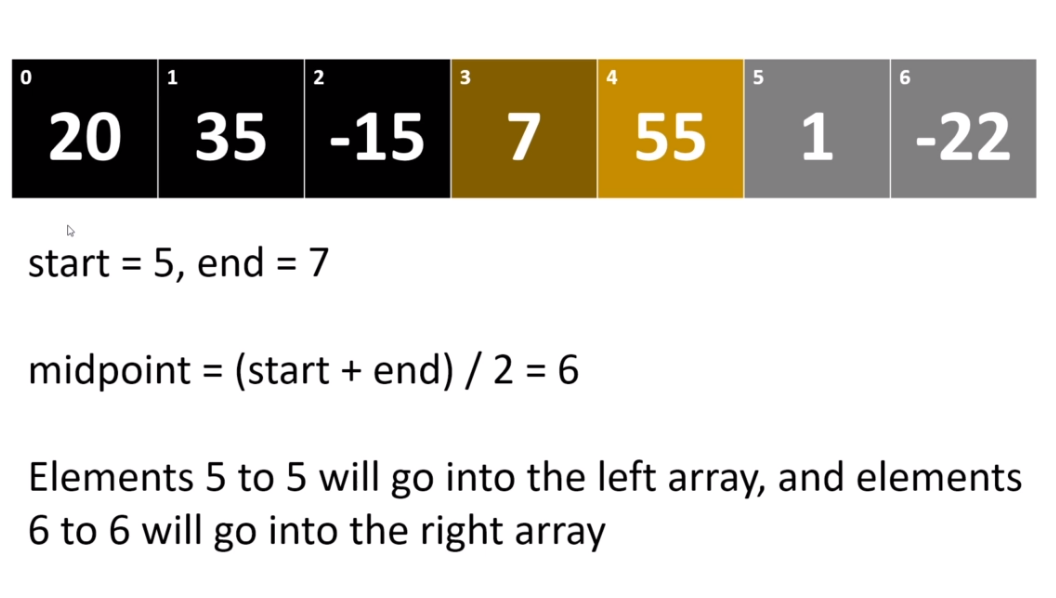 0 1 2 3 4 5 6
20 35 -15 7 55 1 -22
start = 5, end = 7
midpoint = (start + end) / 2 = 6
Elements 5 to 5 will go into the left array, and elements
6 to 6 will go into the right array